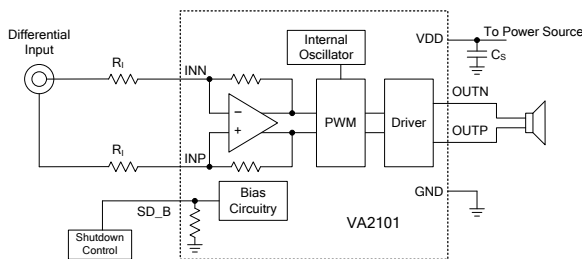 Differential
Input
R_I
INN
Internal
Oscillator
VDD
To Power Source
C_S
−
+
PWM
Driver
OUTN
OUTP
R_I
INP
Bias
Circuitry
SD_B
GND
VA2101
Shutdown
Control